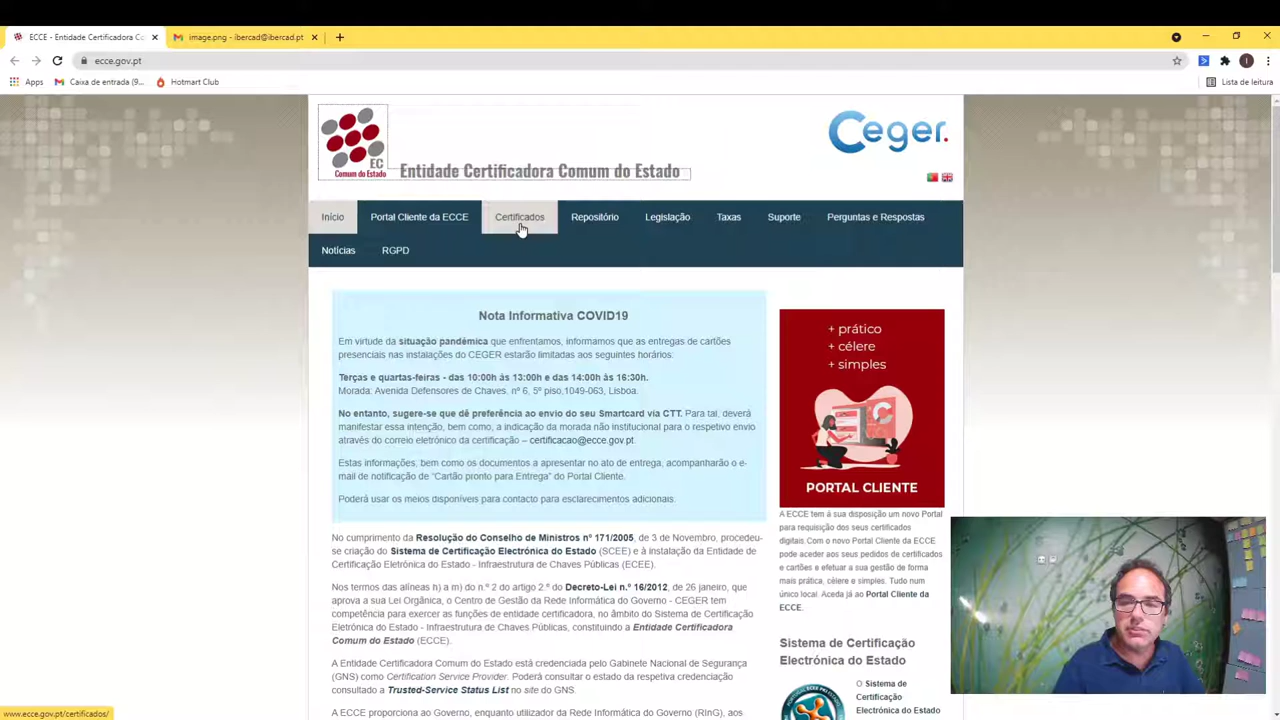 ECCE - Entidade Certificadora Co
image.png - ibercad@ibercad.pt
ecce.gov.pt
Apps
Caixa de entrada (9...
Hotmart Club
Lista de leitura
EC
Comum do Estado
Entidade Certificadora Comum do Estado
Ceger.
Início
Portal Cliente da ECCE
Certificados
Repositório
Legislação
Taxas
Suporte
Perguntas e Respostas
Notícias
RGPD
Nota Informativa COVID19
Em virtude da situação pandêmica que enfrentamos, informamos que as entregas de cartões
presenciais nas instalações do CEGER estarão limitadas aos seguintes horários:
Terças e quartas-feiras - das 10:00h às 13:00h e das 14:00h às 16:30h.
Morada: Avenida Defensores de Chaves. nº 6, 5º piso,1049-063, Lisboa.
No entanto, sugere-se que dê preferência ao envio do seu Smartcard via CTT. Para tal, deverá
manifestar essa intenção, bem como, a indicação da morada não institucional para o respetivo envio
através do correio eletrónico da certificação – certificacao@ecce.gov.pt.
Estas informações, bem como os documentos a apresentar no ato de entrega, acompanharão o e-
mail de notificação de "Cartão pronto para Entrega" do Portal Cliente.
Poderá usar os meios disponíveis para contacto para esclarecimentos adicionais.
No cumprimento da Resolução do Conselho de Ministros nº 171/2005, de 3 de Novembro, procedeu-
se criação do Sistema de Certificação Electrónica do Estado (SCEE) e à instalação da Entidade de
Certificação Eletrónica do Estado - Infraestrutura de Chaves Públicas (ECEE).
Nos termos das alíneas h) a m) do n.º 2 do artigo 2.º do Decreto-Lei n.º 16/2012, de 26 janeiro, que
aprova a sua Lei Orgânica, o Centro de Gestão da Rede Informática do Governo - CEGER tem
competência para exercer as funções de entidade certificadora, no âmbito do Sistema de Certificação
Eletrónica do Estado - Infraestrutura de Chaves Públicas, constituindo a Entidade Certificadora
Comum do Estado (ECCE).
A Entidade Certificadora Comum do Estado está credenciada pelo Gabinete Nacional de Segurança
(GNS) como Certification Service Provider. Poderá consultar o estado da respetiva credenciação
consultado a Trusted-Service Status List no site do GNS.
A ECCE proporciona ao Governo, enquanto utilizador da Rede Informática do Governo (RInG), aos
+ prático
+ célere
+ simples
PORTAL CLIENTE
A ECCE tem à sua disposição um novo Portal
para requisição dos seus certificados
digitais.Com o novo Portal Cliente da ECCE
pode aceder aos seus pedidos de certificados
e cartões e efetuar a sua gestão de forma
mais prática, célere e simples. Tudo num
único local. Aceda já ao Portal Cliente da
ECCE.
Sistema de Certificação
Electrónica do Estado
O Sistema de
Certificação
Electrónica do Estado
www.ecce.gov.pt/certificados/